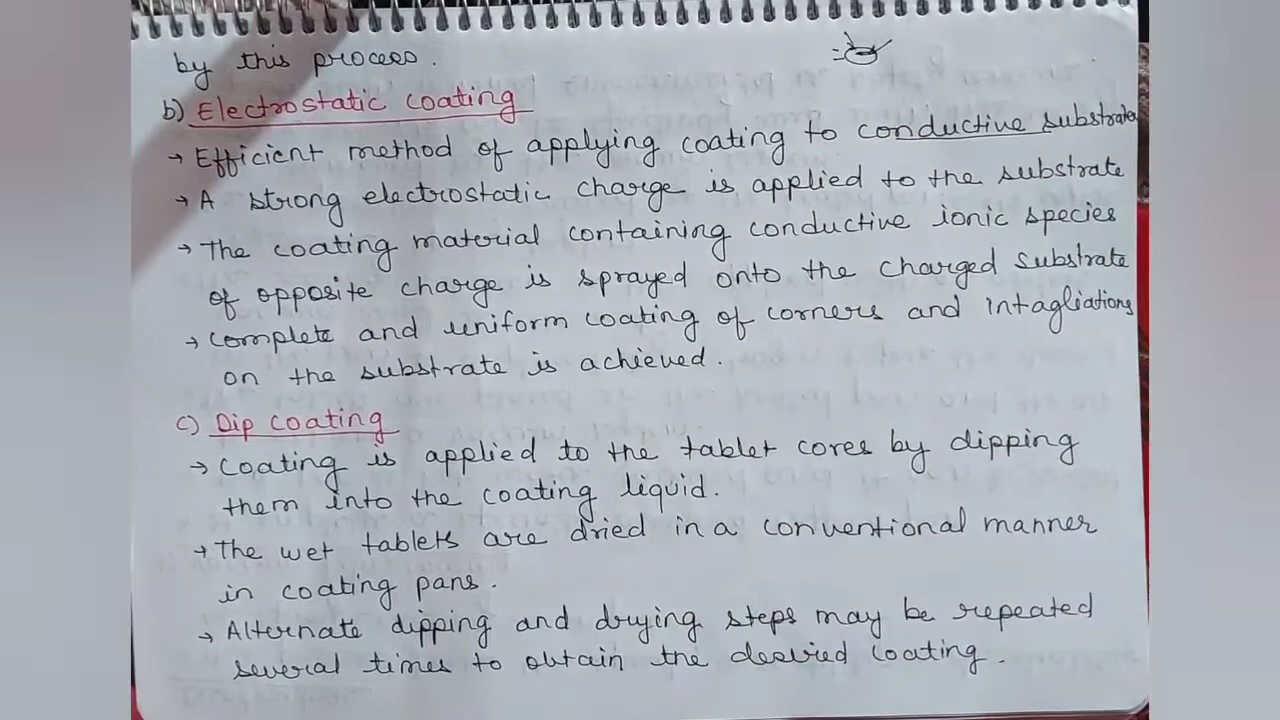 by this process.
b) Electrostatic coating
→ Efficient method of applying coating to conductive substrate
→ A strong electrostatic charge is applied to the substrate
→ The coating material containing conductive ionic species
of opposite charge is sprayed onto the charged substrate
→ complete and uniform coating of corners and intagliations
on the substrate is achieved.
c) Dip coating
→ coating is applied to the tablet cores by dipping
them into the coating liquid.
→ The wet tablets are dried in a conventional manner
in coating pans.
→ Alternate dipping and drying steps may be repeated
several times to obtain the desired coating.